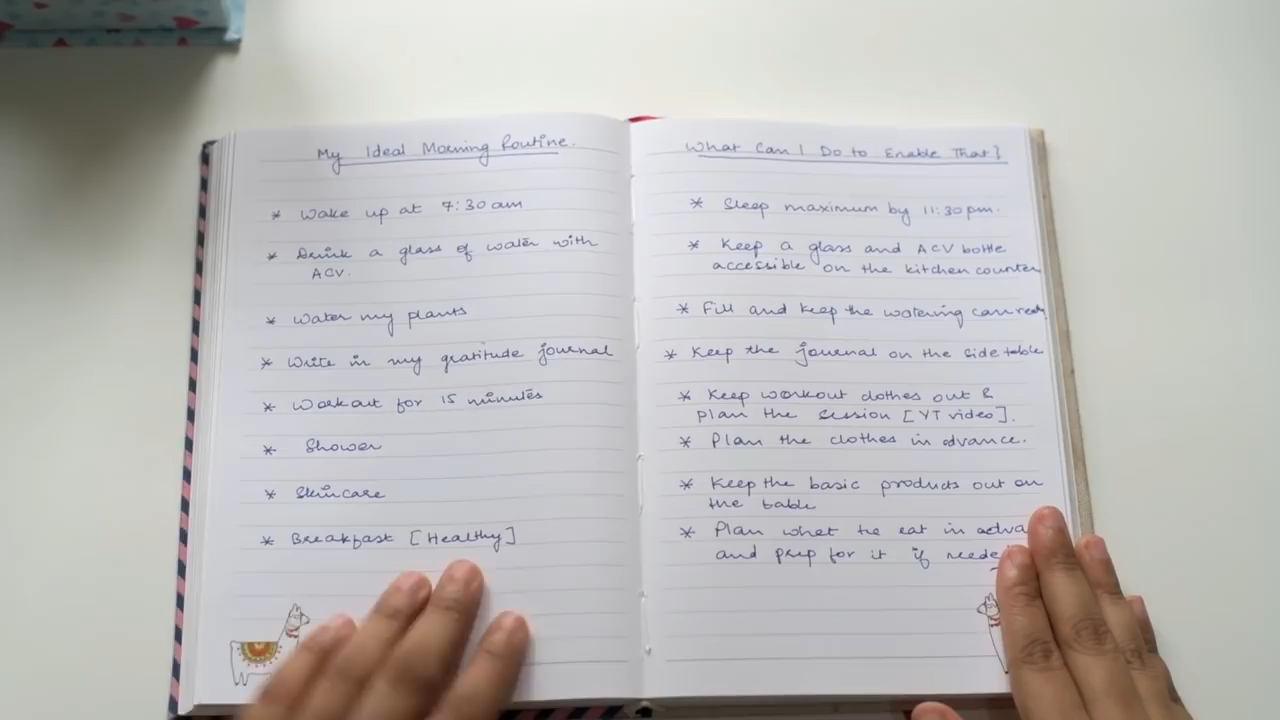 My Ideal Morning Routine.
* Wake up at 7:30 am
* Drink a glass of water with
ACV.
* Water my plants
* Write in my gratitude journal
* Workout for 15 minutes
* Shower
* Skincare
* Breakfast [Healthy]
What Can I Do to Enable That?
* Sleep maximum by 11:30 pm.
* Keep a glass and ACV bottle
accessible on the kitchen counter
* Fill and keep the watering can ready
* Keep the journal on the side table
* Keep workout clothes out &
plan the session [YT video].
* Plan the clothes in advance.
* Keep the basic products out on
the table
* Plan what to eat in adva
and prep for it if neede